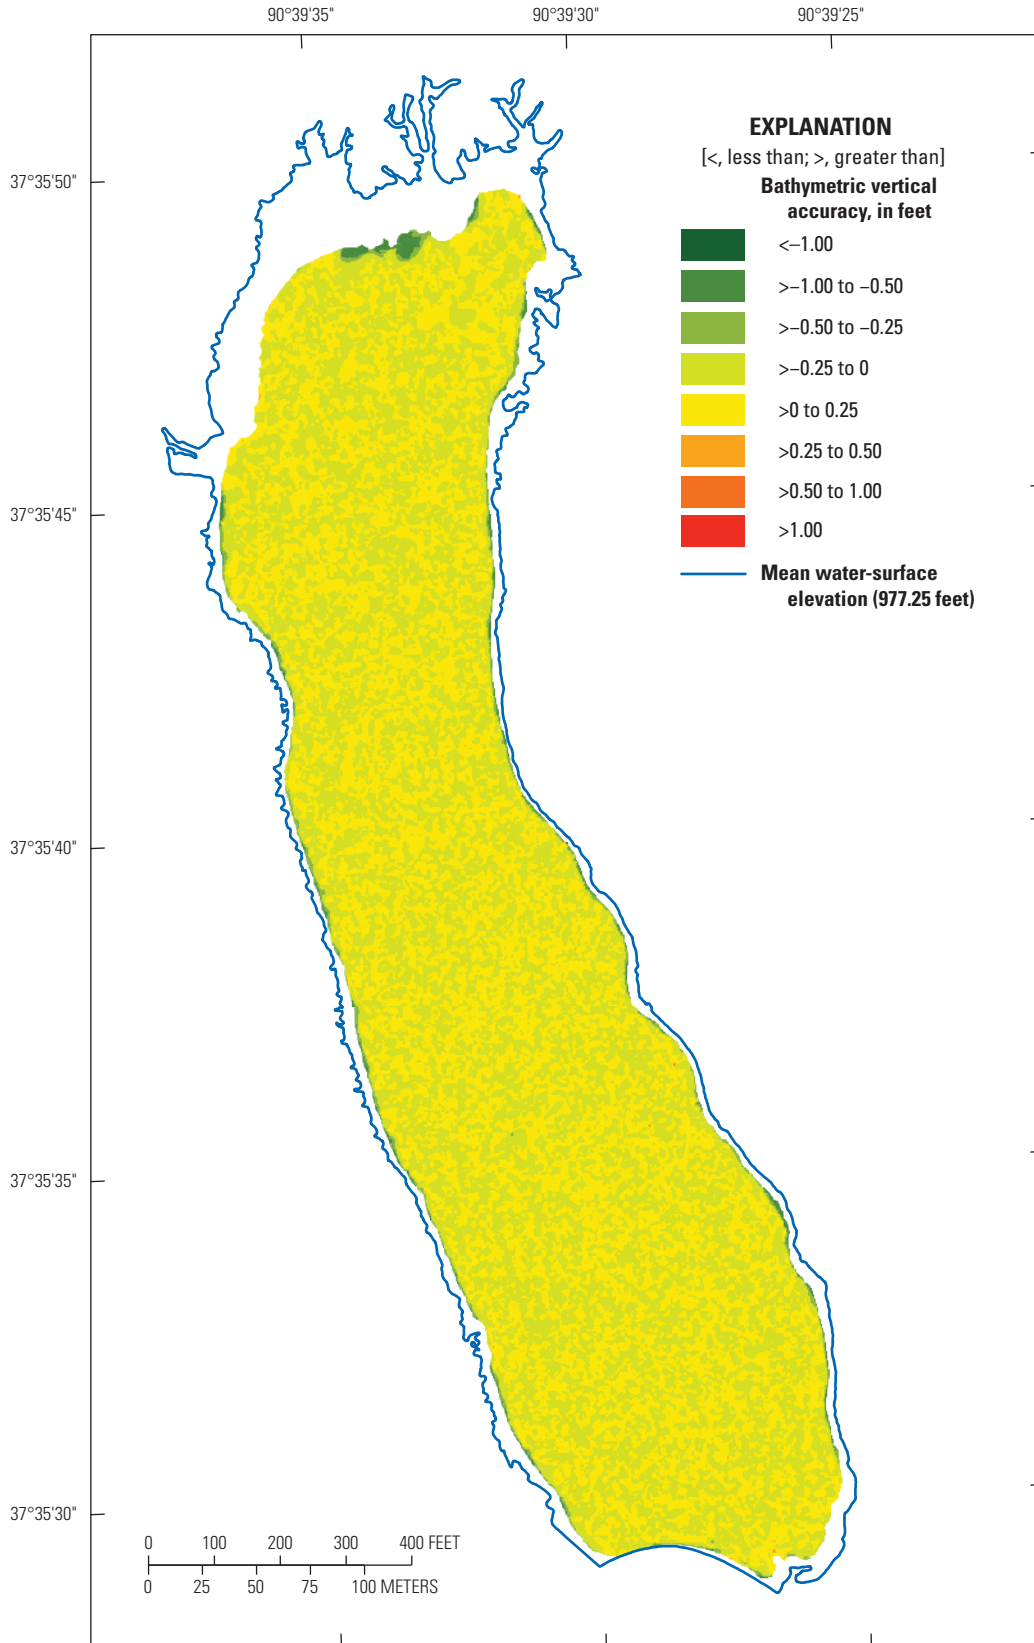 90°39'35" 90°39'30" 90°39'25"
EXPLANATION
[<, less than; >, greater than]
Bathymetric vertical
accuracy, in feet
<–1.00
>–1.00 to –0.50
>–0.50 to –0.25
>–0.25 to 0
>0 to 0.25
>0.25 to 0.50
>0.50 to 1.00
>1.00
Mean water-surface
elevation (977.25 feet)
37°35'50"
37°35'45"
37°35'40"
37°35'35"
37°35'30"
0 100 200 300 400 FEET
0 25 50 75 100 METERS